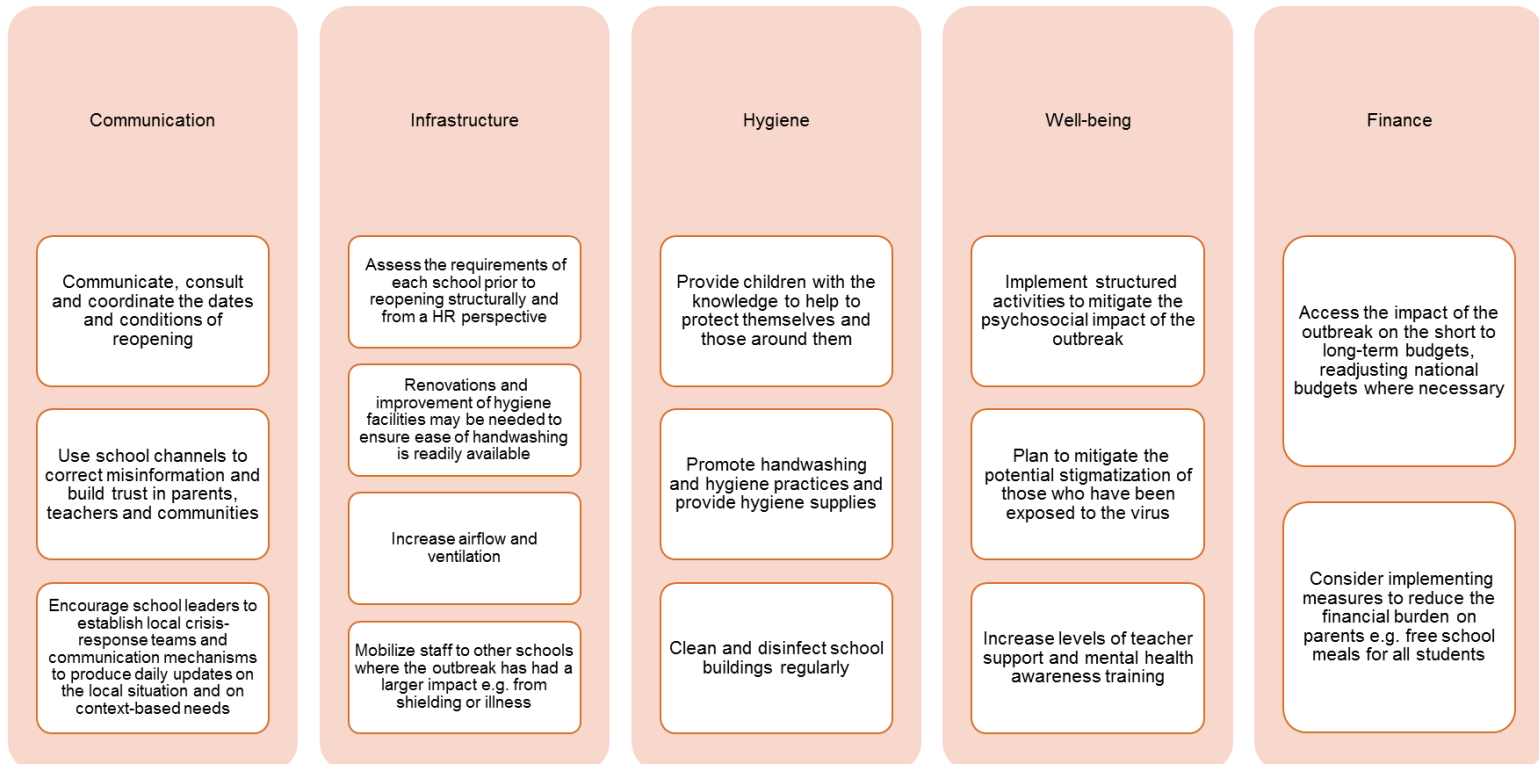 Communication
Communicate, consult
and coordinate the dates
and conditions of
reopening
Use school channels to
correct misinformation and
build trust in parents,
teachers and communities
Encourage school leaders to
establish local crisis-
response teams and
communication mechanisms
to produce daily updates on
the local situation and on
context-based needs
Infrastructure
Assess the requirements of
each school prior to
reopening structurally and
from a HR perspective
Renovations and
improvement of hygiene
facilities may be needed to
ensure ease of handwashing
is readily available
Increase airflow and
ventilation
Mobilize staff to other schools
where the outbreak has had a
larger impact e.g. from
shielding or illness
Hygiene
Provide children with the
knowledge to help to
protect themselves and
those around them
Promote handwashing
and hygiene practices and
provide hygiene supplies
Clean and disinfect school
buildings regularly
Well-being
Implement structured
activities to mitigate the
psychosocial impact of the
outbreak
Plan to mitigate the
potential stigmatization of
those who have been
exposed to the virus
Increase levels of teacher
support and mental health
awareness training
Finance
Access the impact of the
outbreak on the short to
long-term budgets,
readjusting national
budgets where necessary
Consider implementing
measures to reduce the
financial burden on
parents e.g. free school
meals for all students